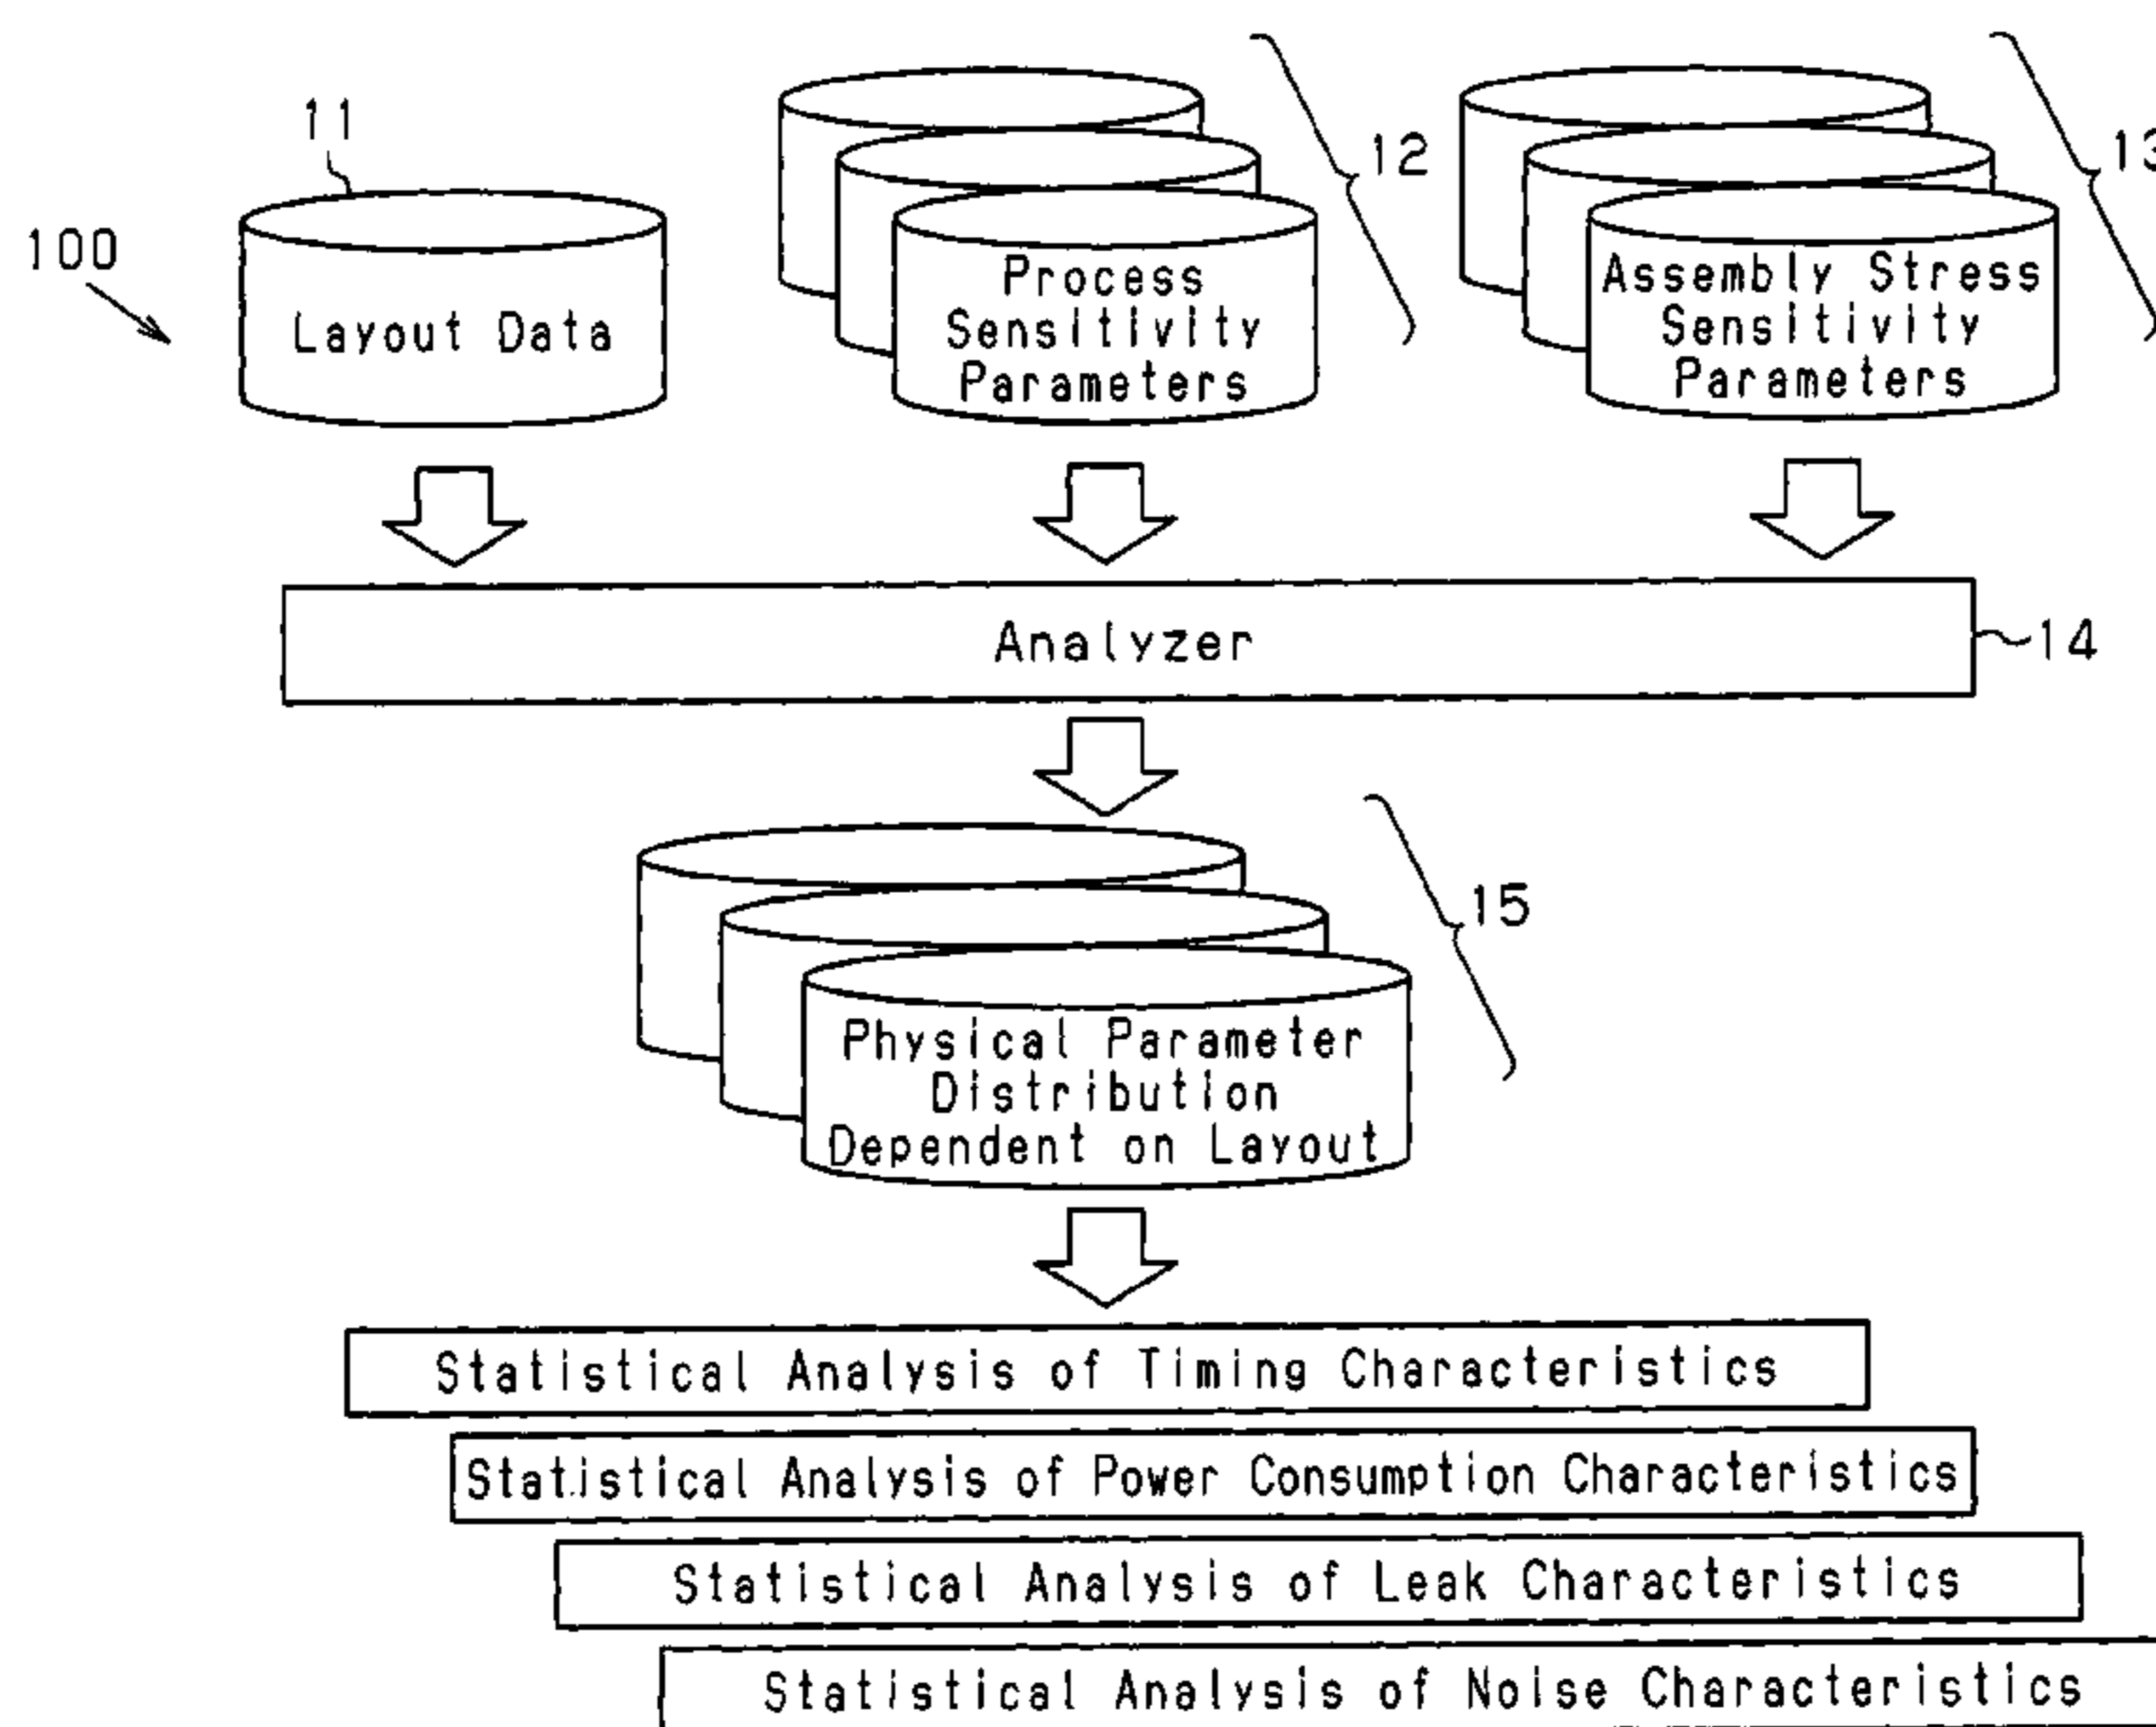 11
12
13
100
Layout Data
Process
Sensitivity
Parameters
Assembly Stress
Sensitivity
Parameters
Analyzer
14
15
Physical Parameter
Distribution
Dependent on Layout
Statistical Analysis of Timing Characteristics
Statistical Analysis of Power Consumption Characteristics
Statistical Analysis of Leak Characteristics
Statistical Analysis of Noise Characteristics